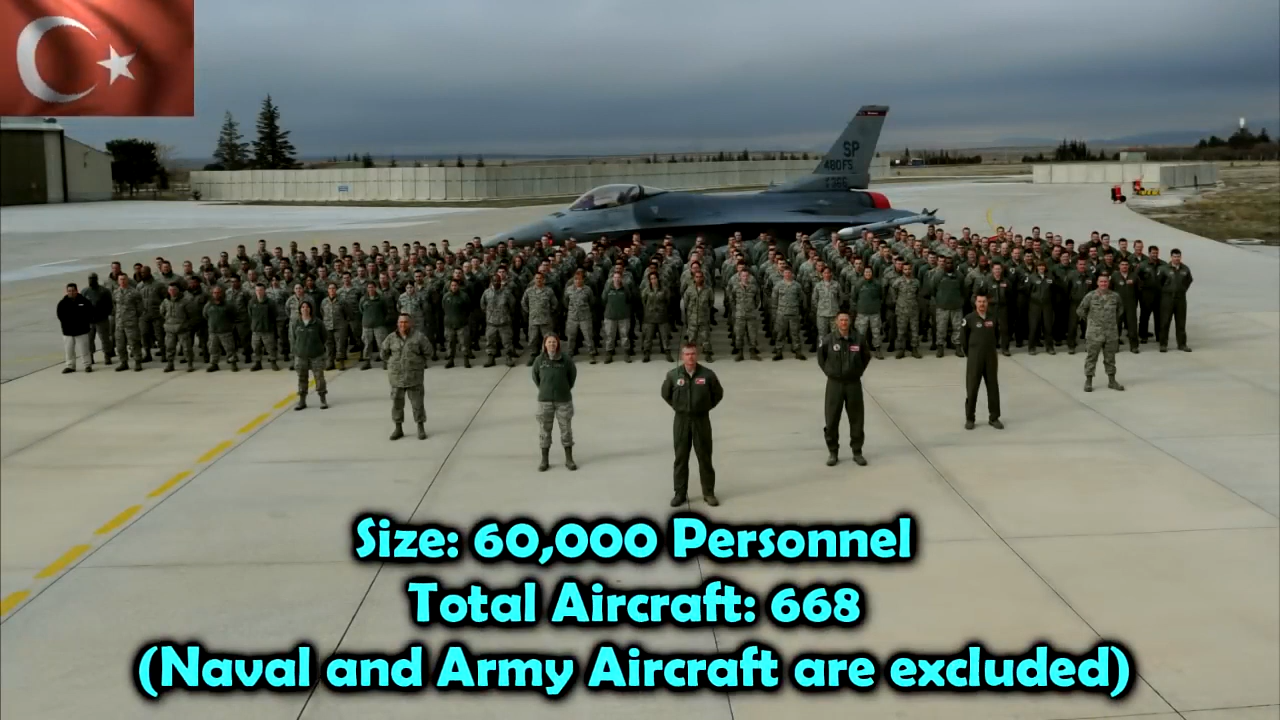 SP
480FS
Size: 60,000 Personnel
Total Aircraft: 668
(Naval and Army Aircraft are excluded)